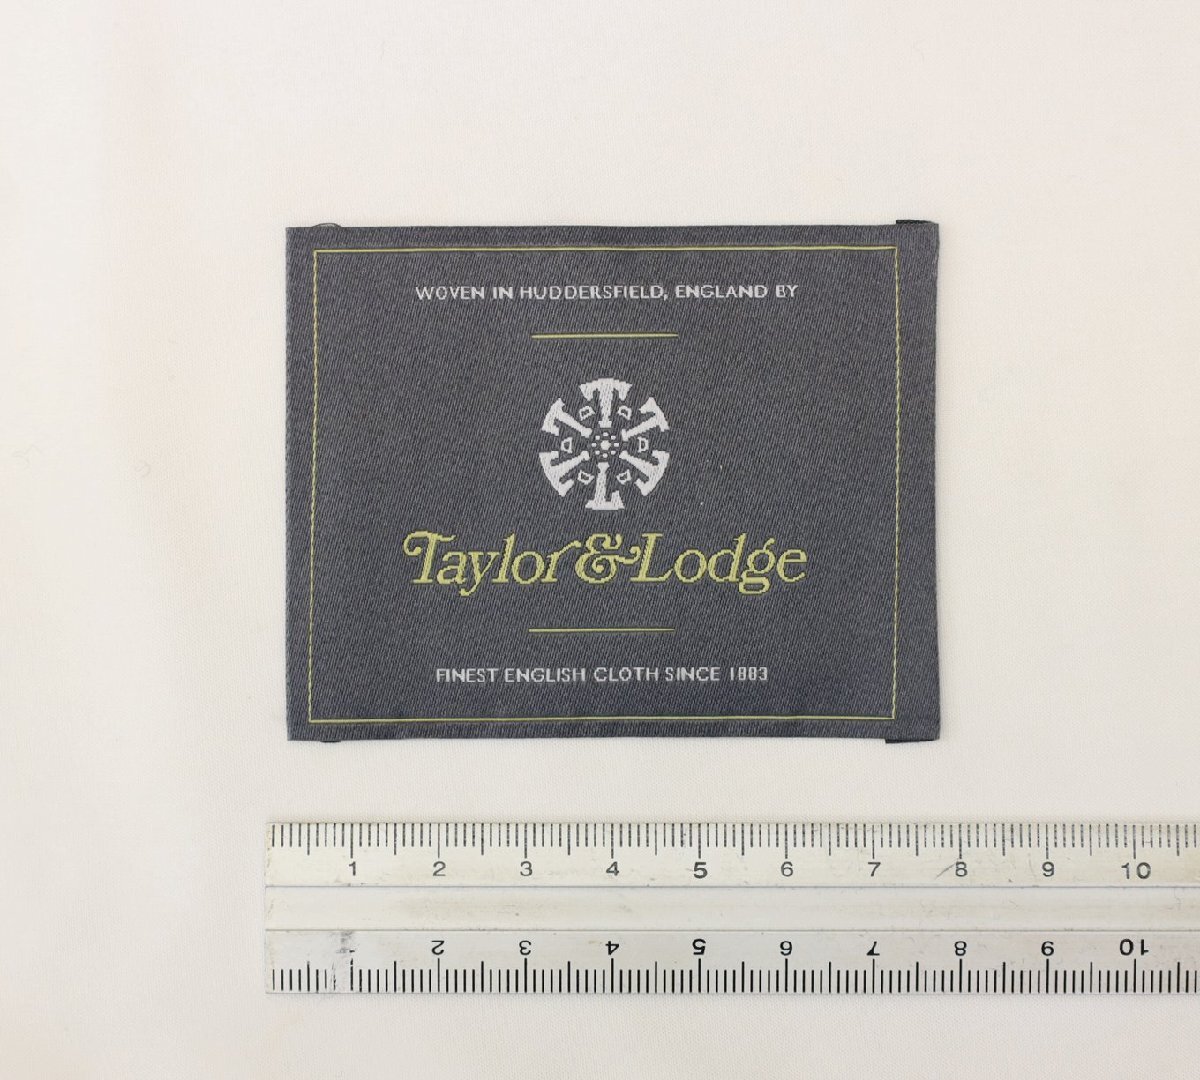 WOVEN IN HUDDERSFIELD, ENGLAND BY
Taylor & Lodge
FINEST ENGLISH CLOTH SINCE 1883
1 2 3 4 5 6 7 8 9 10
1 2 3 4 5 6 7 8 9 10